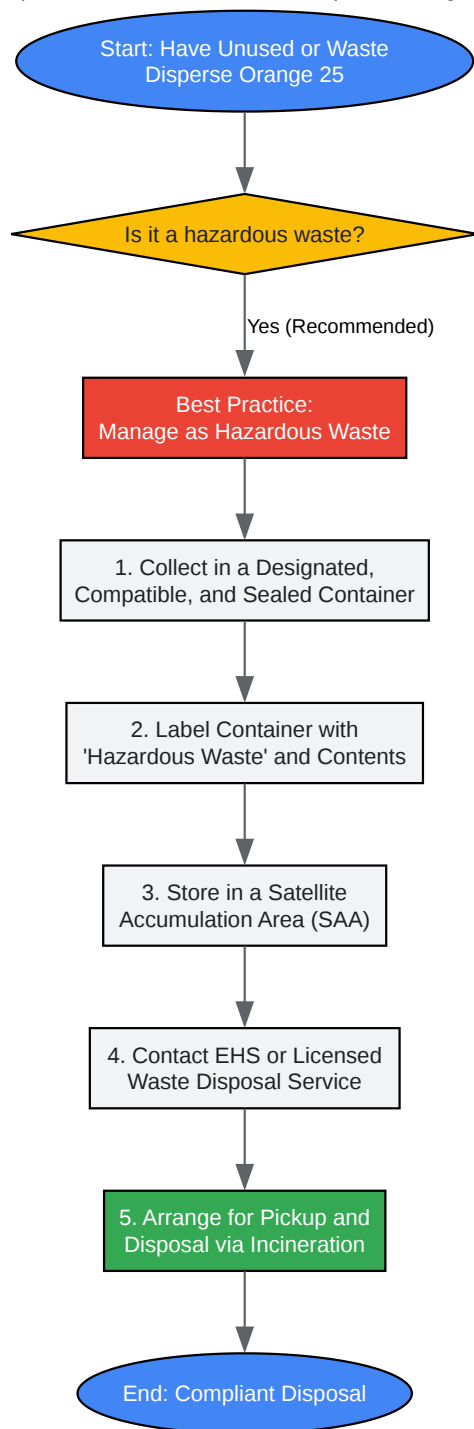 Start: Have Unused or Waste
Disperse Orange 25
Is it a hazardous waste?
Yes (Recommended)
Best Practice:
Manage as Hazardous Waste
1. Collect in a Designated,
Compatible, and Sealed Container
2. Label Container with
'Hazardous Waste' and Contents
3. Store in a Satellite
Accumulation Area (SAA)
4. Contact EHS or Licensed
Waste Disposal Service
5. Arrange for Pickup and
Disposal via Incineration
End: Compliant Disposal